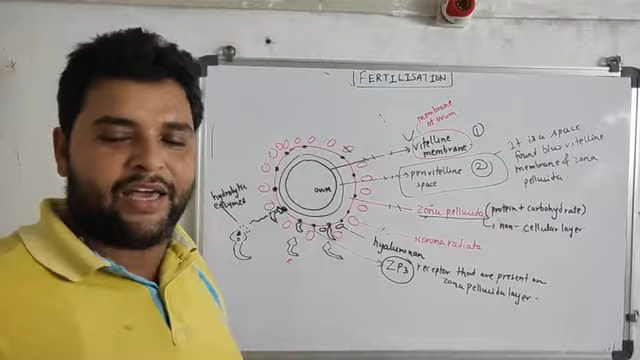 FERTILISATION
membrane
of ovum
vitelline
membrane
1
perivitelline
space
2
It is a space
found b/w vitelline
membrane & zona
pellucida.
ovum
hydrolytic
enzymes
zona pellucida
(protein + carbohydrate)
non-cellular layer
corona radiata
hyaluronan
ZP3
receptor that are present on
zona pellucida layer.